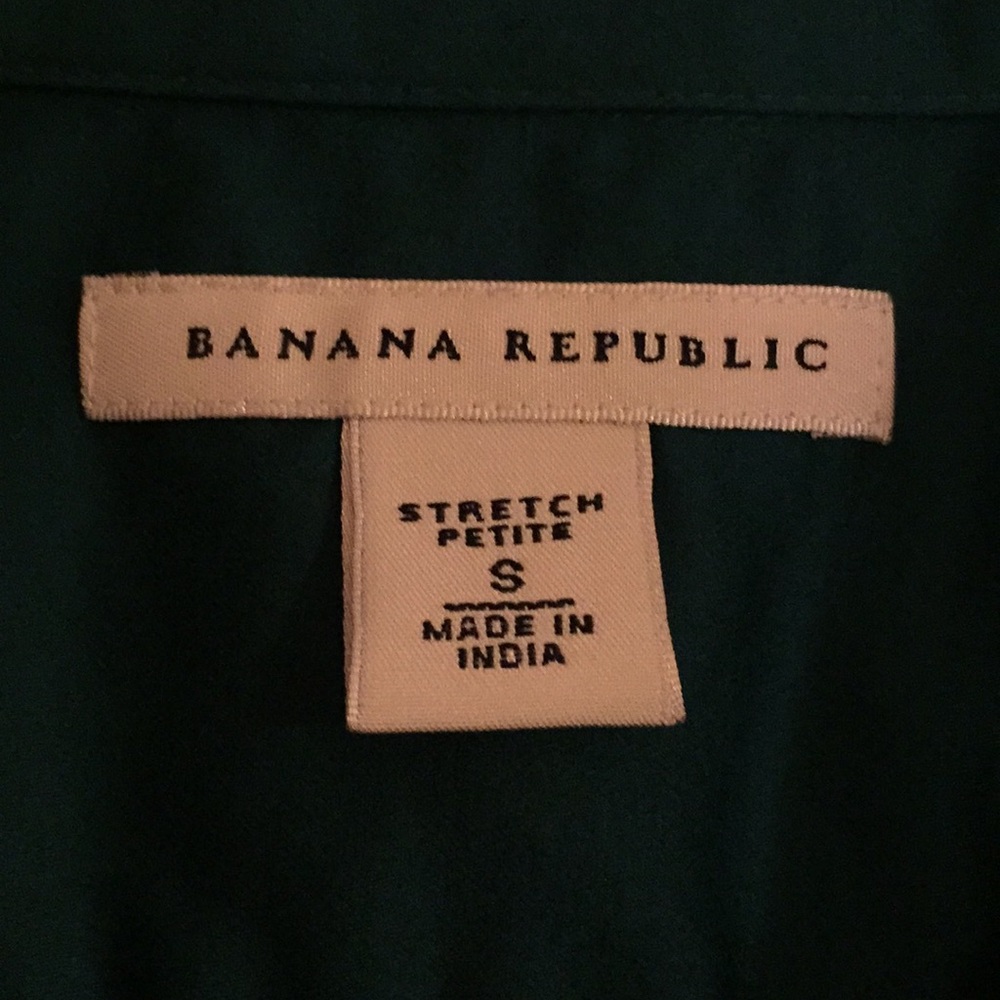 BANANA REPUBLIC
STRETCH
PETITE
S
MADE IN
INDIA